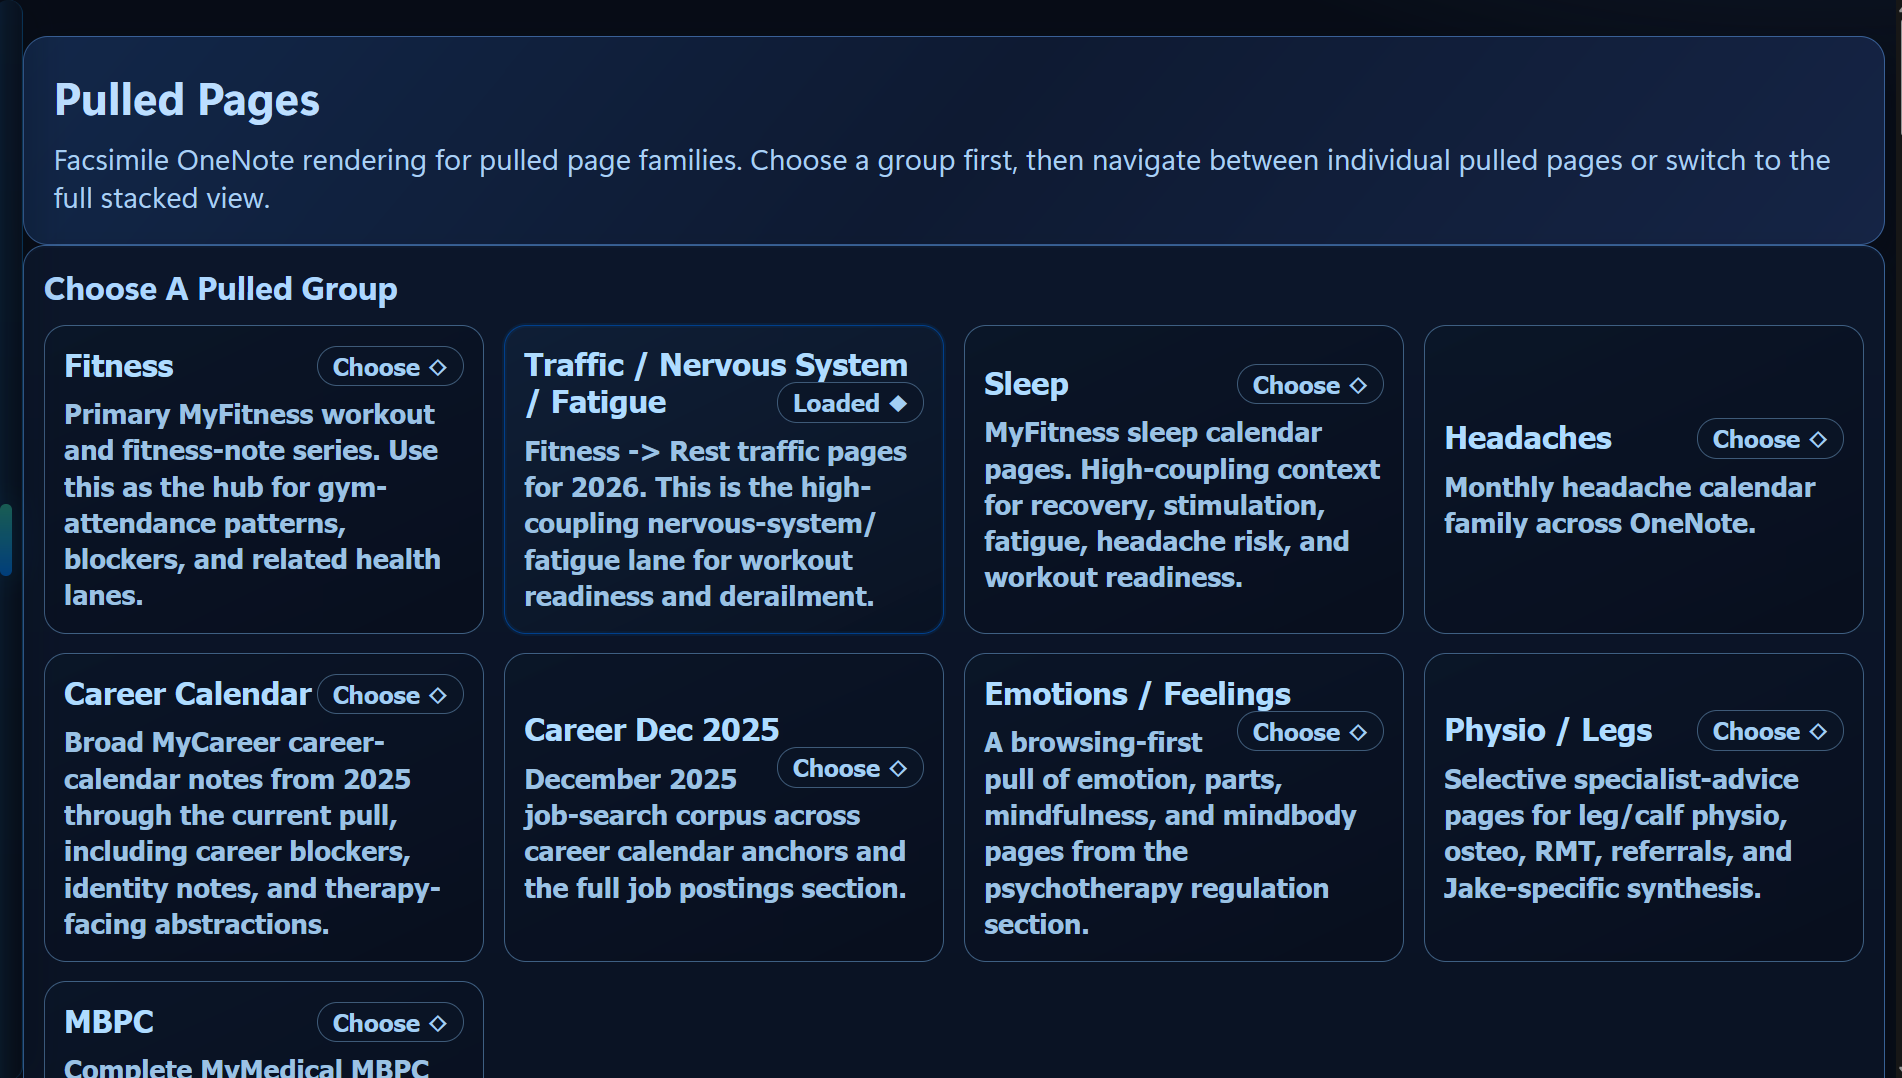 Pulled Pages
Facsimile OneNote rendering for pulled page families. Choose a group first, then navigate between individual pulled pages or switch to the
full stacked view.
Choose A Pulled Group
Fitness
Choose ◇
Primary MyFitness workout
and fitness-note series. Use
this as the hub for gym-
attendance patterns,
blockers, and related health
lanes.
Traffic / Nervous System
/ Fatigue
Loaded ◆
Fitness -> Rest traffic pages
for 2026. This is the high-
coupling nervous-system/
fatigue lane for workout
readiness and derailment.
Sleep
Choose ◇
MyFitness sleep calendar
pages. High-coupling context
for recovery, stimulation,
fatigue, headache risk, and
workout readiness.
Headaches
Choose ◇
Monthly headache calendar
family across OneNote.
Career Calendar
Choose ◇
Broad MyCareer career-
calendar notes from 2025
through the current pull,
including career blockers,
identity notes, and therapy-
facing abstractions.
Career Dec 2025
Choose ◇
December 2025
job-search corpus across
career calendar anchors and
the full job postings section.
Emotions / Feelings
Choose ◇
A browsing-first
pull of emotion, parts,
mindfulness, and mindbody
pages from the
psychotherapy regulation
section.
Physio / Legs
Choose ◇
Selective specialist-advice
pages for leg/calf physio,
osteo, RMT, referrals, and
Jake-specific synthesis.
MBPC
Choose ◇
Complete MyMedical MBPC